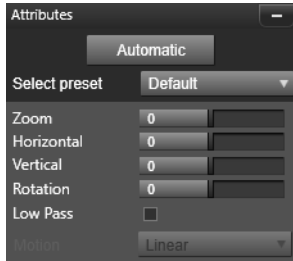 Attributes
Automatic
Select preset Default
Zoom 0
Horizontal 0
Vertical 0
Rotation 0
Low Pass
Motion Linear